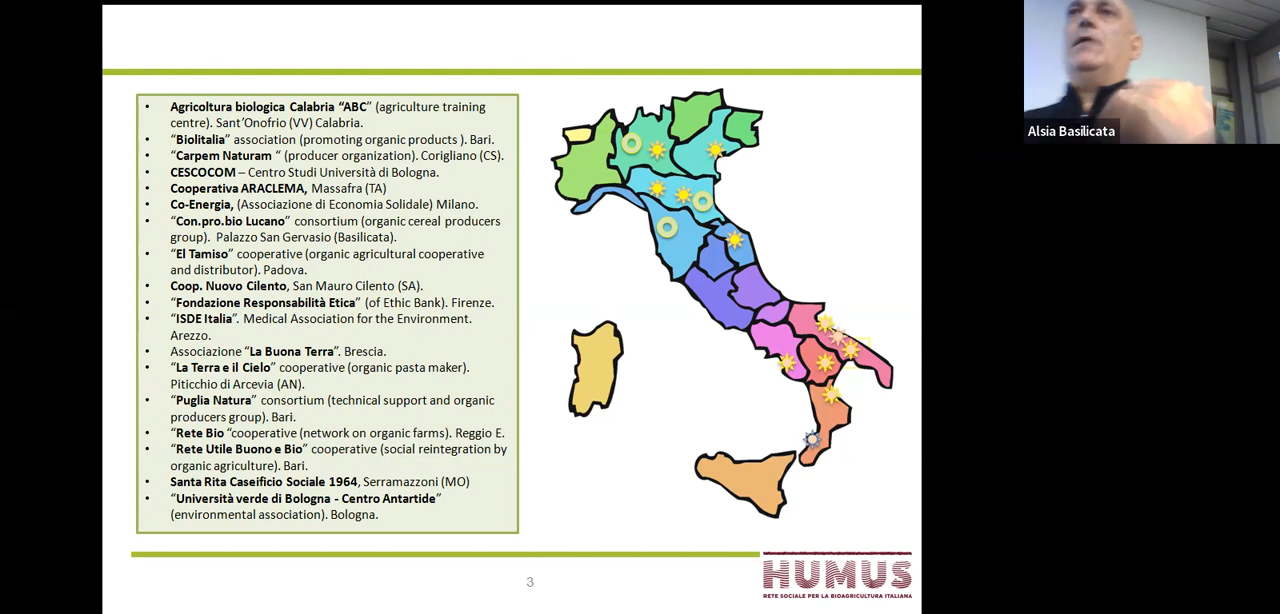 • Agricoltura biologica Calabria “ABC” (agriculture training
centre). Sant’Onofrio (VV) Calabria.
• “Biolitalia” association (promoting organic products ). Bari.
• “Carpem Naturam “ (producer organization). Corigliano (CS).
• CESCOCOM – Centro Studi Università di Bologna.
• Cooperativa ARACLEMA, Massafra (TA)
• Co-Energia, (Associazione di Economia Solidale) Milano.
• “Con.pro.bio Lucano” consortium (organic cereal producers
group). Palazzo San Gervasio (Basilicata).
• “El Tamiso” cooperative (organic agricultural cooperative
and distributor). Padova.
• Coop. Nuovo Cilento, San Mauro Cilento (SA).
• “Fondazione Responsabilità Etica” (of Ethic Bank). Firenze.
• “ISDE Italia”. Medical Association for the Environment.
Arezzo.
• Associazione “La Buona Terra”. Brescia.
• “La Terra e il Cielo” cooperative (organic pasta maker).
Piticchio di Arcevia (AN).
• “Puglia Natura” consortium (technical support and organic
producers group). Bari.
• “Rete Bio “cooperative (network on organic farms). Reggio E.
• “Rete Utile Buono e Bio” cooperative (social reintegration by
organic agriculture). Bari.
• Santa Rita Caseificio Sociale 1964, Serramazzoni (MO)
• “Università verde di Bologna - Centro Antartide”
(environmental association). Bologna.
3
HUMUS
RETE SOCIALE PER LA BIOAGRICOLTURA ITALIANA
Alsia Basilicata